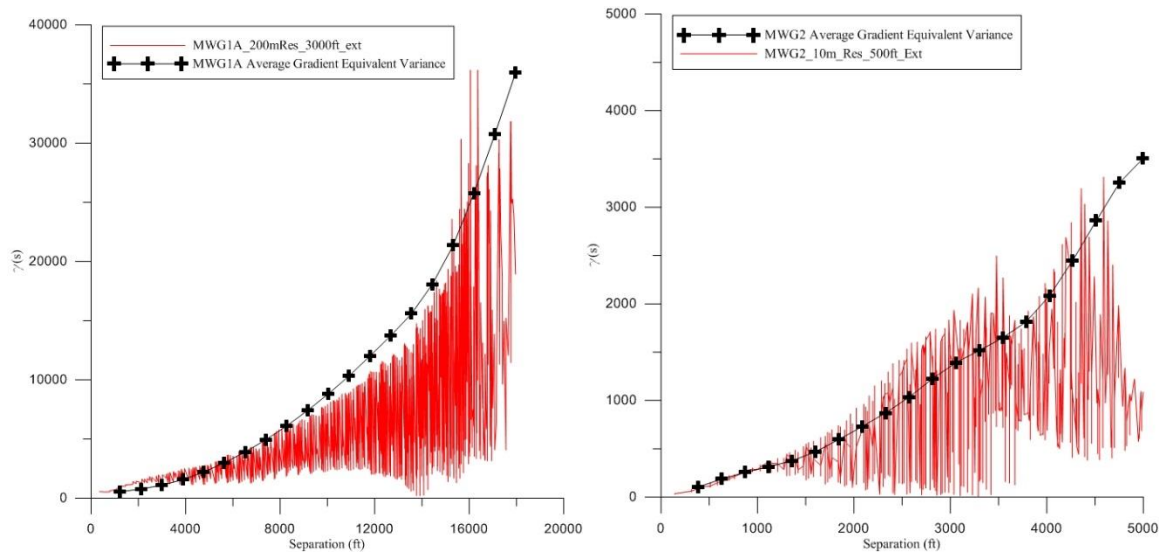 MWG1A_200mRes_3000ft_ext
MWG1A Average Gradient Equivalent Variance
40000
30000
20000
10000
0
γ(s)
0 4000 8000 12000 16000 20000
Separation (ft)
MWG2 Average Gradient Equivalent Variance
MWG2_10m_Res_500ft_Ext
5000
4000
3000
2000
1000
0
γ(s)
0 1000 2000 3000 4000 5000
Separation (ft)